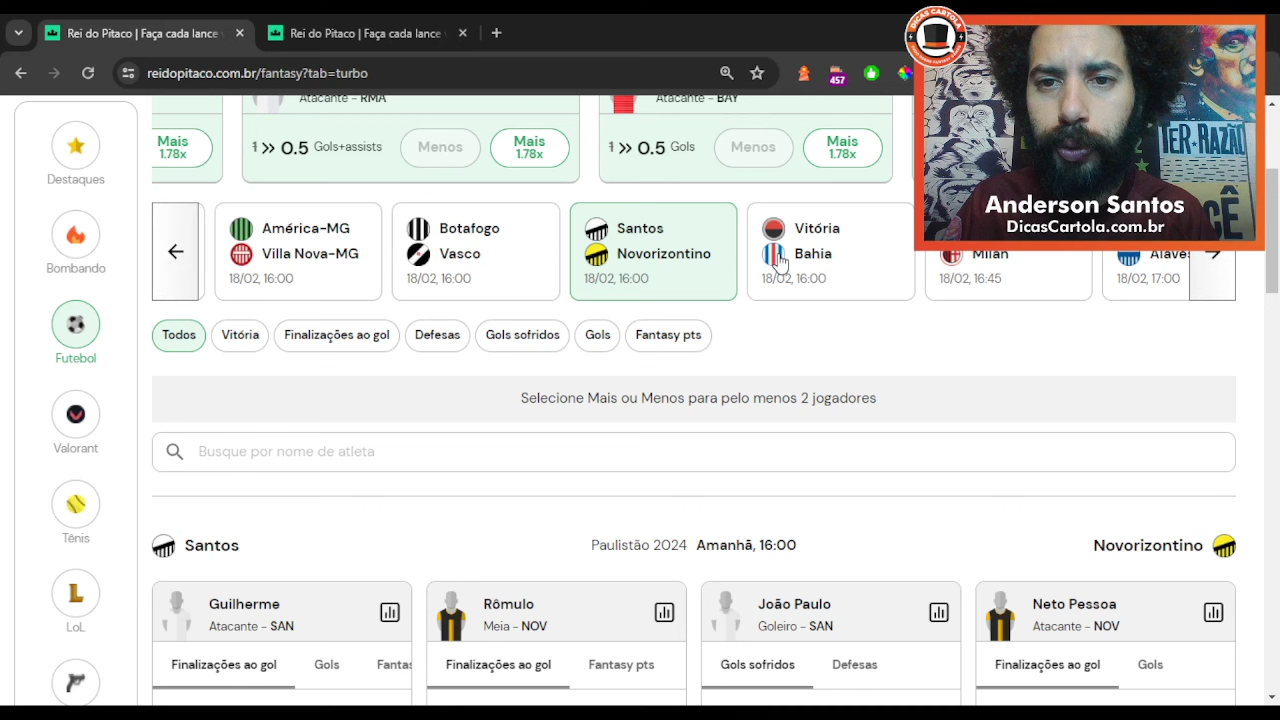 Rei do Pitaco | Faça cada lance
Rei do Pitaco | Faça cada lance
reidopitaco.com.br/fantasy?tab=turbo
457
DICAS CARTOLA
Anderson Santos
DicasCartola.com.br
TER RAZÃO
CÊ
Destaques
Bombando
Futebol
Valorant
Tênis
LoL
Atacante - RMA
Atacante - BAY
Mais
1.78x
1 >> 0.5 Gols+assists
Menos
Mais
1.78x
1 >> 0.5 Gols
Menos
Mais
1.78x
América-MG
Villa Nova-MG
18/02, 16:00
Botafogo
Vasco
18/02, 16:00
Santos
Novorizontino
18/02, 16:00
Vitória
Bahia
18/02, 16:00
Milan
18/02, 16:45
Alavés
18/02, 17:00
Todos
Vitória
Finalizações ao gol
Defesas
Gols sofridos
Gols
Fantasy pts
Selecione Mais ou Menos para pelo menos 2 jogadores
Busque por nome de atleta
Santos
Paulistão 2024 Amanhã, 16:00
Novorizontino
Guilherme
Atacante - SAN
Finalizações ao gol
Gols
Fantas
Rômulo
Meia - NOV
Finalizações ao gol
Fantasy pts
João Paulo
Goleiro - SAN
Gols sofridos
Defesas
Neto Pessoa
Atacante - NOV
Finalizações ao gol
Gols